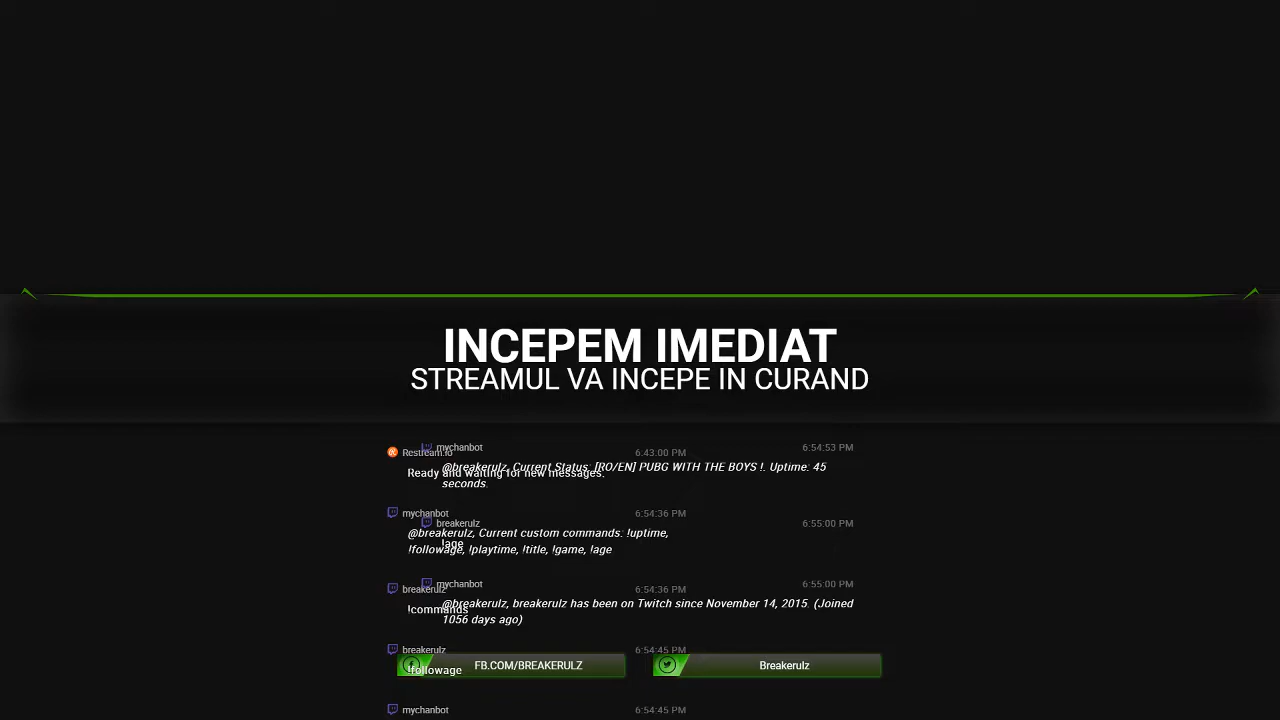 INCEPEM IMEDIAT
STREAMUL VA INCEPE IN CURAND
mychanbot 6:54:53 PM
Restream.io 6:43:00 PM
@breakerulz, Current Status: [RO/EN] PUBG WITH THE BOYS !. Uptime: 45
Ready and waiting for new messages.
seconds.
mychanbot 6:54:36 PM
breakerulz 6:55:00 PM
@breakerulz, Current custom commands: !uptime,
!age
!followage, !playtime, !title, !game, !age
mychanbot 6:55:00 PM
breakerulz 6:54:36 PM
@breakerulz, breakerulz has been on Twitch since November 14, 2015. (Joined
!commands
1056 days ago)
breakerulz 6:54:45 PM
FB.COM/BREAKERULZ Breakerulz
!followage
mychanbot 6:54:45 PM